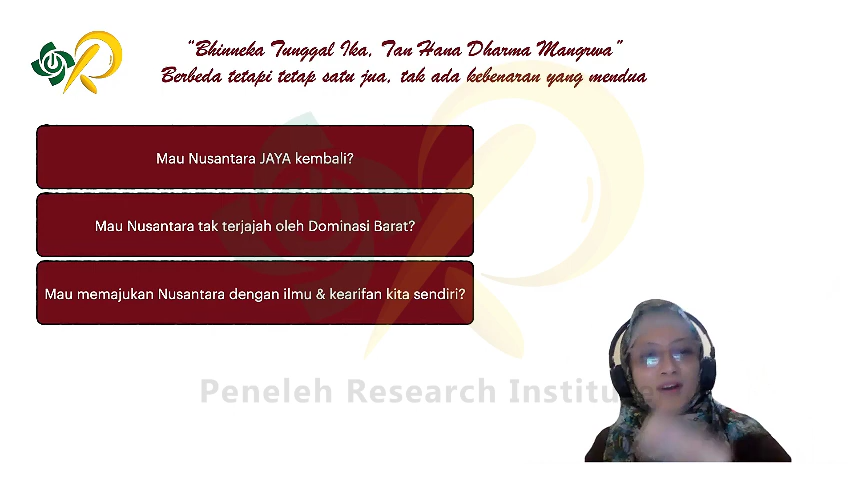 “Bhinneka Tunggal Ika, Tan Hana Dharma Mangrwa”
Berbeda tetapi tetap satu jua, tak ada kebenaran yang mendua
Mau Nusantara JAYA kembali?
Mau Nusantara tak terjajah oleh Dominasi Barat?
Mau memajukan Nusantara dengan ilmu & kearifan kita sendiri?
Peneleh Research Institute